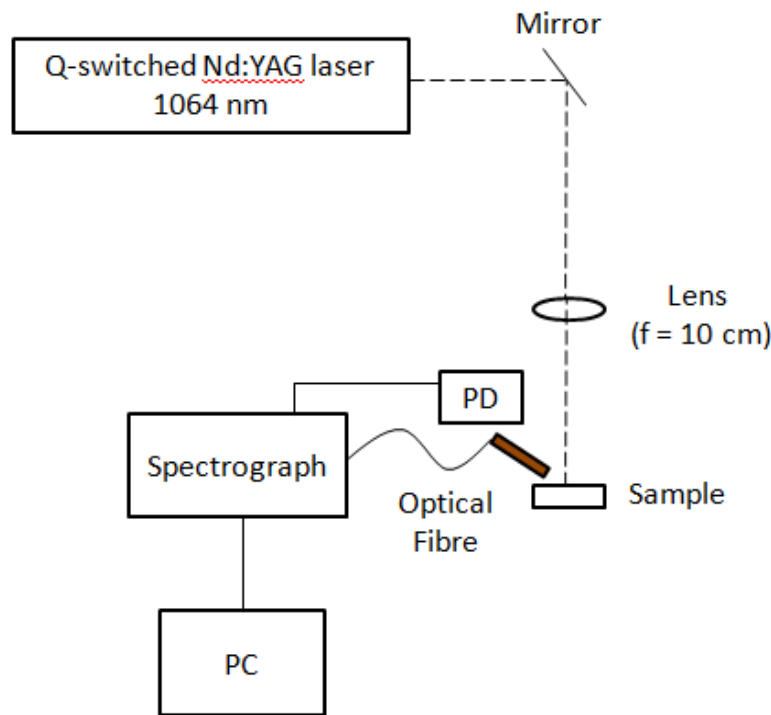 Mirror
Q-switched Nd:YAG laser
1064 nm
Lens
(f = 10 cm)
PD
Spectrograph
Optical
Fibre
Sample
PC